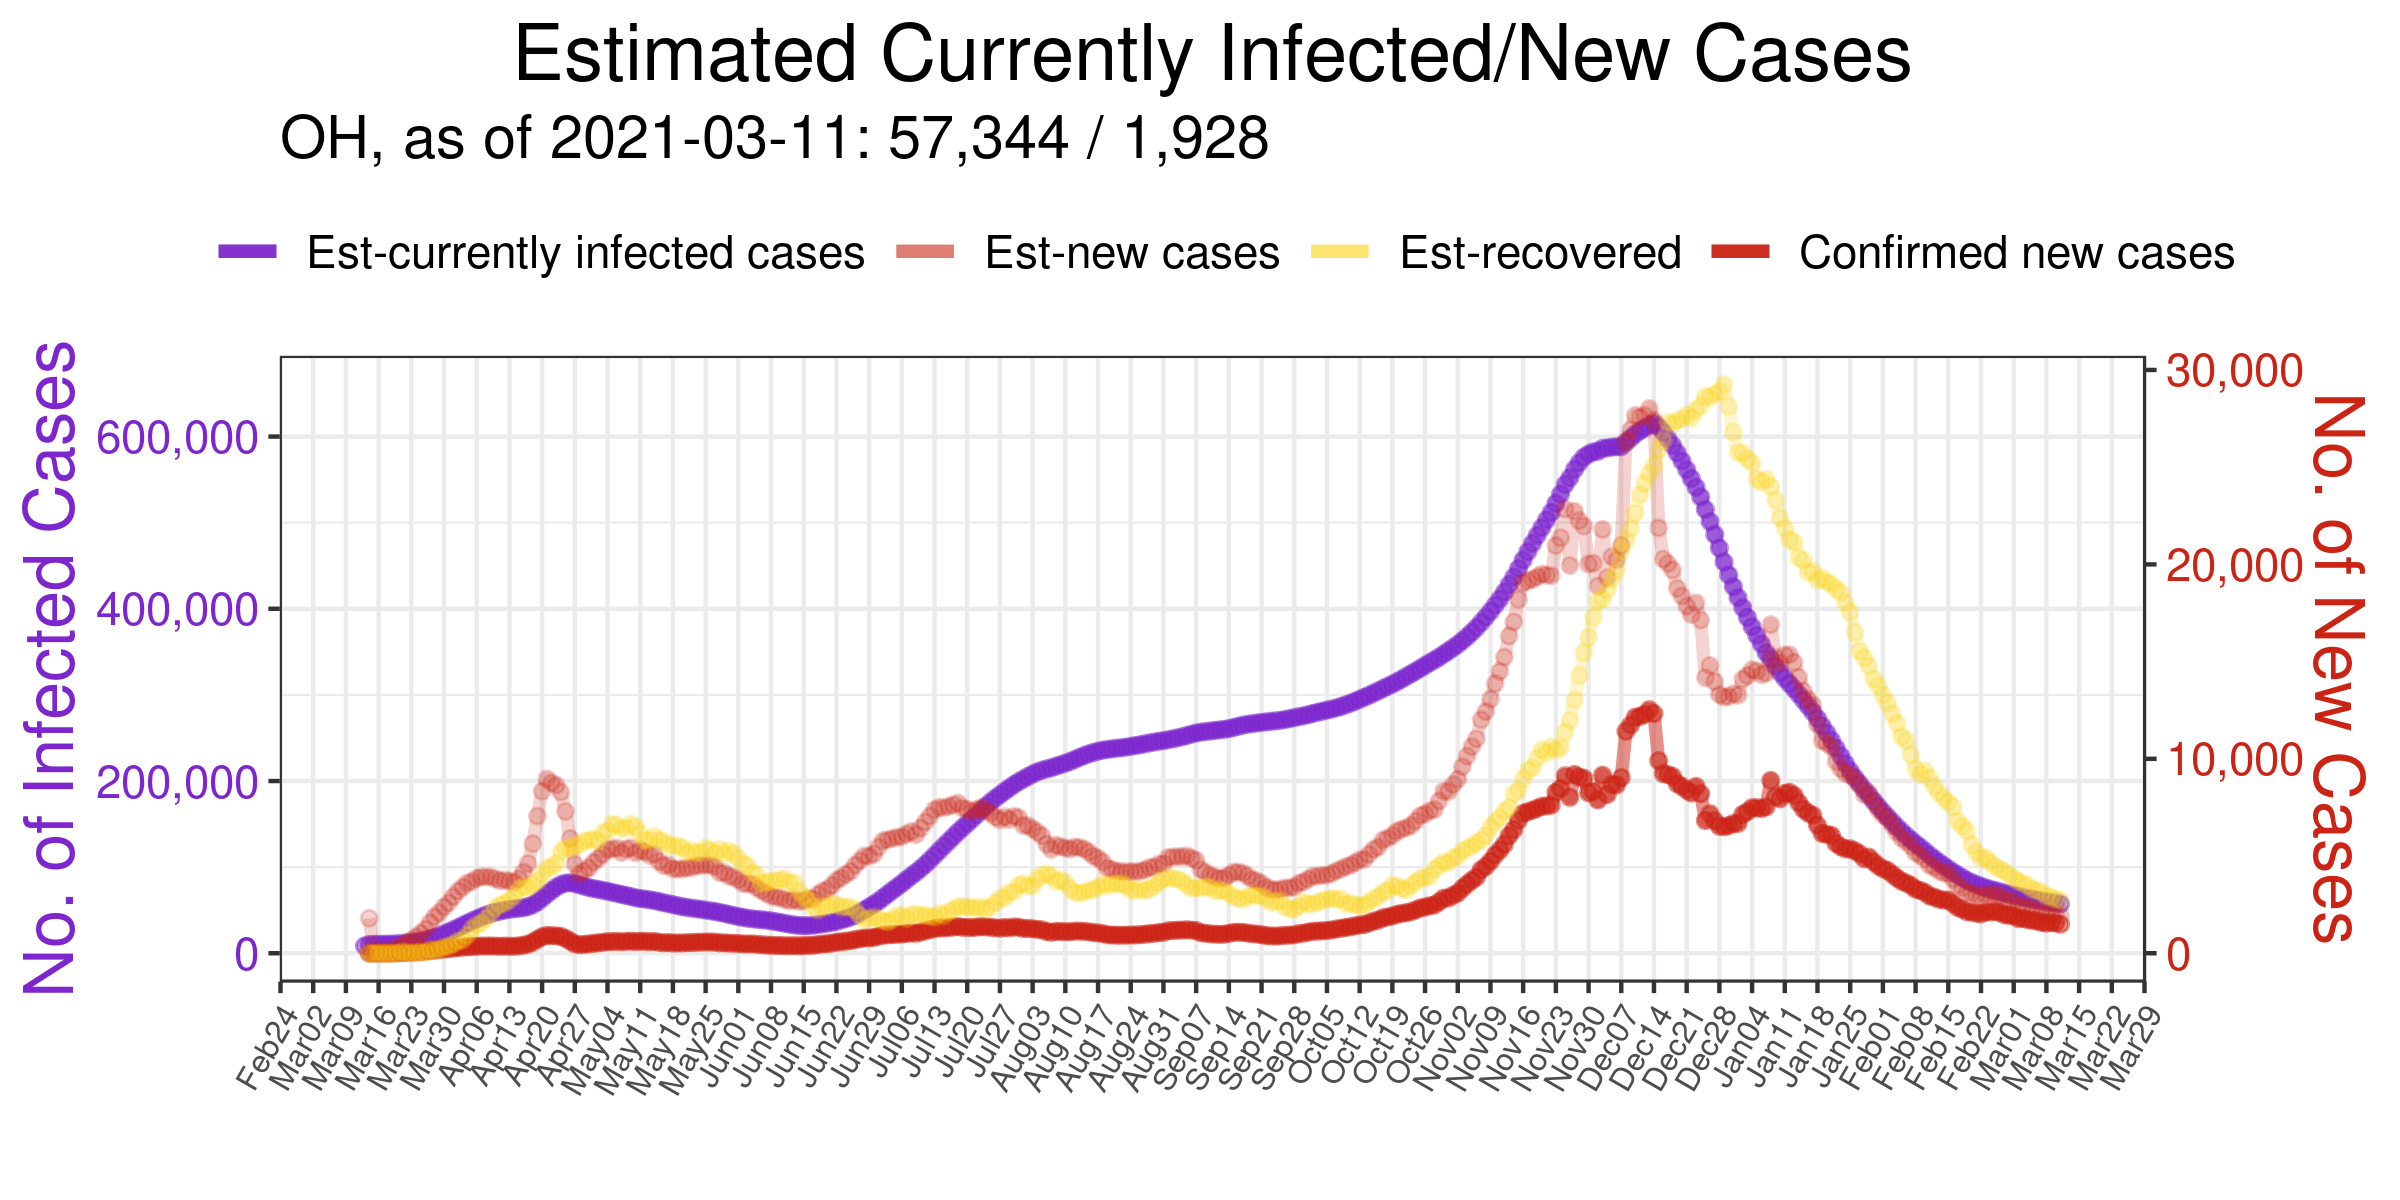 Estimated Currently Infected/New Cases
OH, as of 2021-03-11: 57,344 / 1,928
Est-currently infected cases Est-new cases Est-recovered Confirmed new cases
No. of Infected Cases
600,000
400,000
200,000
0
30,000
20,000
10,000
0
No. of New Cases
Feb24 Mar02 Mar09 Mar16 Mar23 Mar30 Apr06 Apr13 Apr20 Apr27 May04 May11 May18 May25 Jun01 Jun08 Jun15 Jun22 Jun29 Jul06 Jul13 Jul20 Jul27 Aug03 Aug10 Aug17 Aug24 Aug31 Sep07 Sep14 Sep21 Sep28 Oct05 Oct12 Oct19 Oct26 Nov02 Nov09 Nov16 Nov23 Nov30 Dec07 Dec14 Dec21 Dec28 Jan04 Jan11 Jan18 Jan25 Feb01 Feb08 Feb15 Feb22 Mar01 Mar08 Mar15 Mar22 Mar29